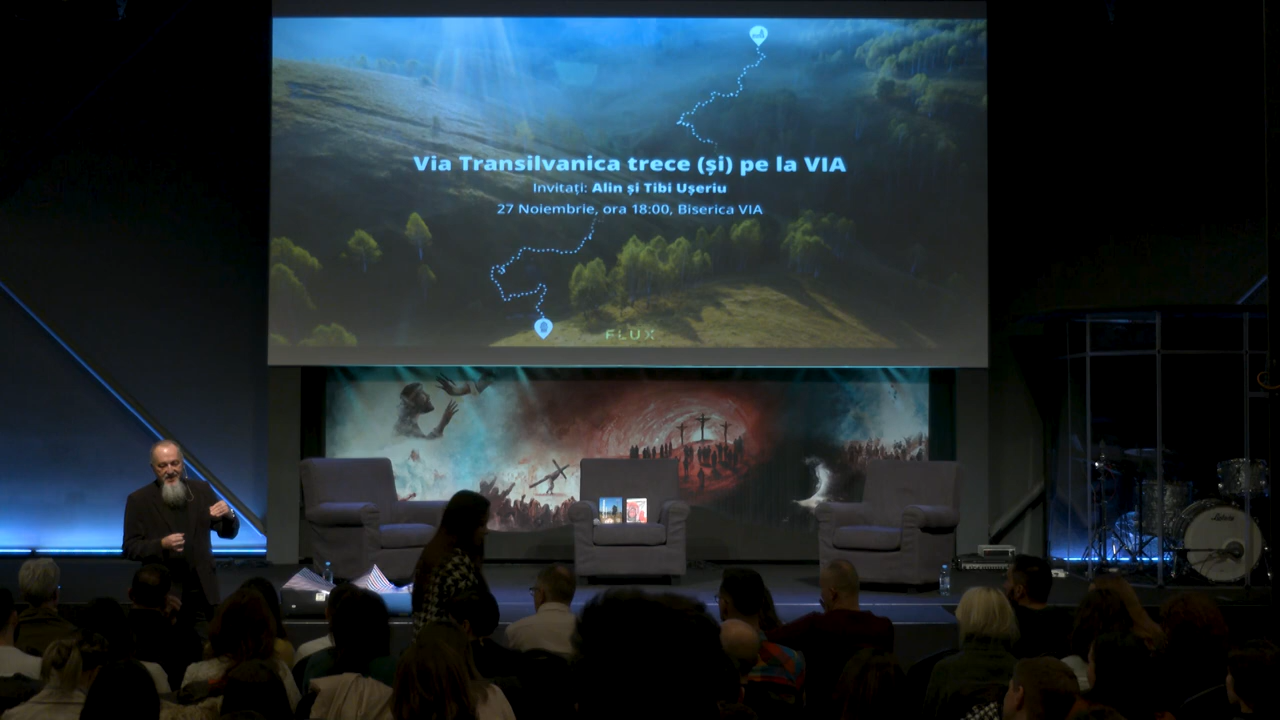 Via Transilvanica trece (și) pe la VIA
Invitați: Alin și Tibi Ușeriu
27 Noiembrie, ora 18:00, Biserica VIA
FLUX
Ludwig